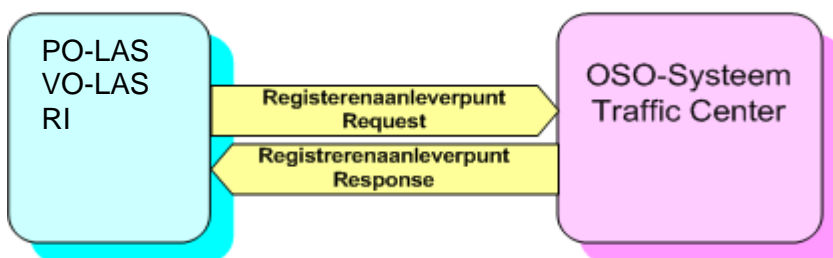 PO-LAS
VO-LAS
RI
Registerenaanleverpunt
Request
Registrerenaanleverpunt
Response
OSO-Systeem
Traffic Center